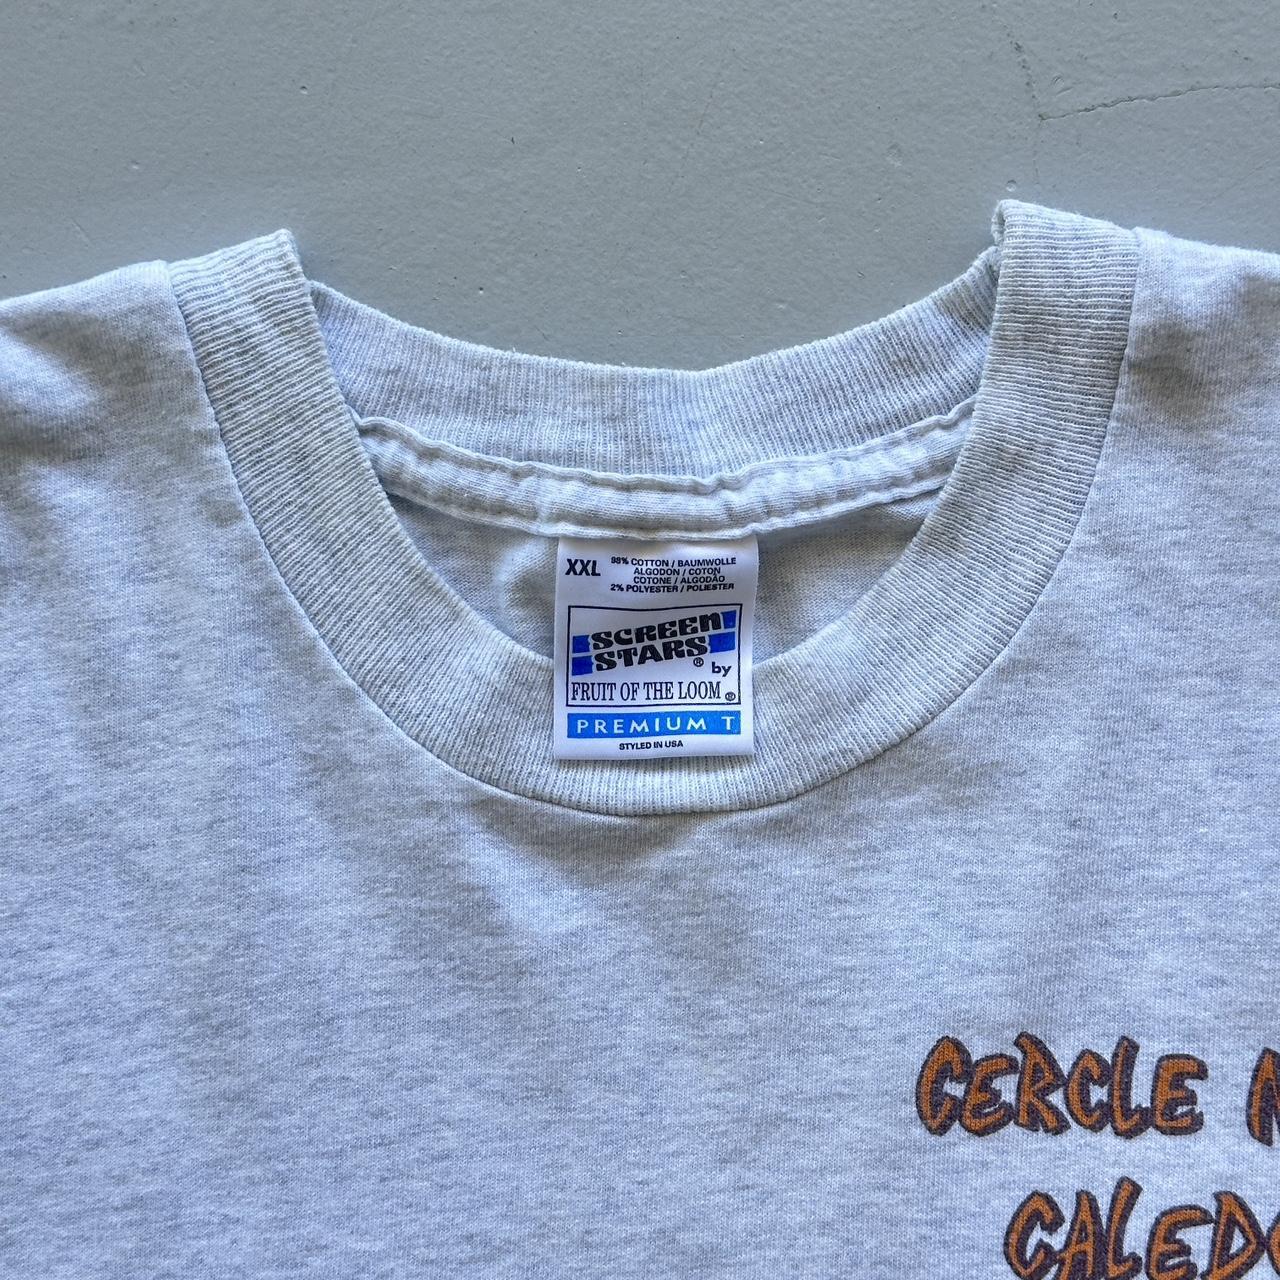 XXL
98% COTTON / BAUMWOLLE
ALGODON / COTON
COTONE / ALGODÃO
2% POLYESTER / POLIESTER
SCREEN
STARS® by
FRUIT OF THE LOOM®
PREMIUM T
STYLED IN USA
CERCLE N
CALEDO